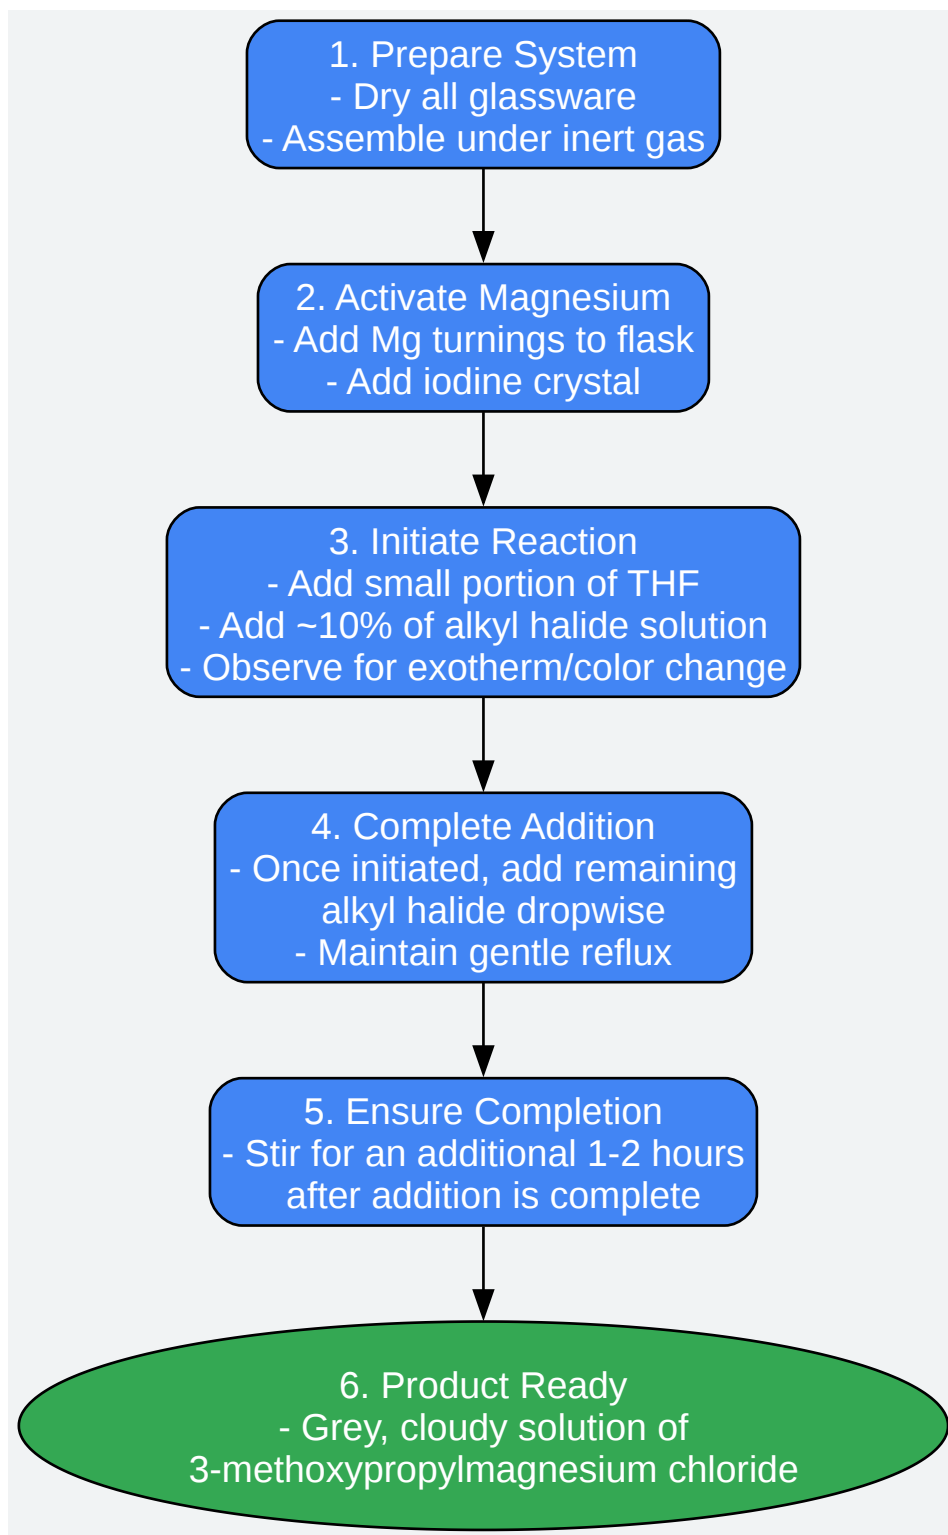 1. Prepare System
- Dry all glassware
- Assemble under inert gas
2. Activate Magnesium
- Add Mg turnings to flask
- Add iodine crystal
3. Initiate Reaction
- Add small portion of THF
- Add ~10% of alkyl halide solution
- Observe for exotherm/color change
4. Complete Addition
- Once initiated, add remaining
alkyl halide dropwise
- Maintain gentle reflux
5. Ensure Completion
- Stir for an additional 1-2 hours
after addition is complete
6. Product Ready
- Grey, cloudy solution of
3-methoxypropylmagnesium chloride